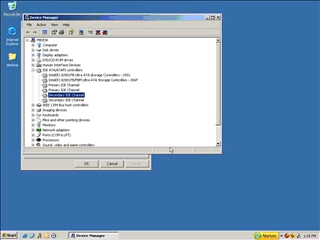 Recycle Bin
Internet
Explorer
Device Manager
File Action View Help
Computer
Disk drives
Display adapters
DVD/CD-ROM drives
Human Interface Devices
IDE ATA/ATAPI controllers
Primary IDE Channel
Primary IDE Channel
Secondary IDE Channel
Secondary IDE Channel
IEEE 1394 Bus host controllers
Imaging devices
Keyboards
Mice and other pointing devices
Monitors
Network adapters
Ports (COM & LPT)
Processors
Sound, video and game controllers
OK Cancel
Start
Device Manager
Norton